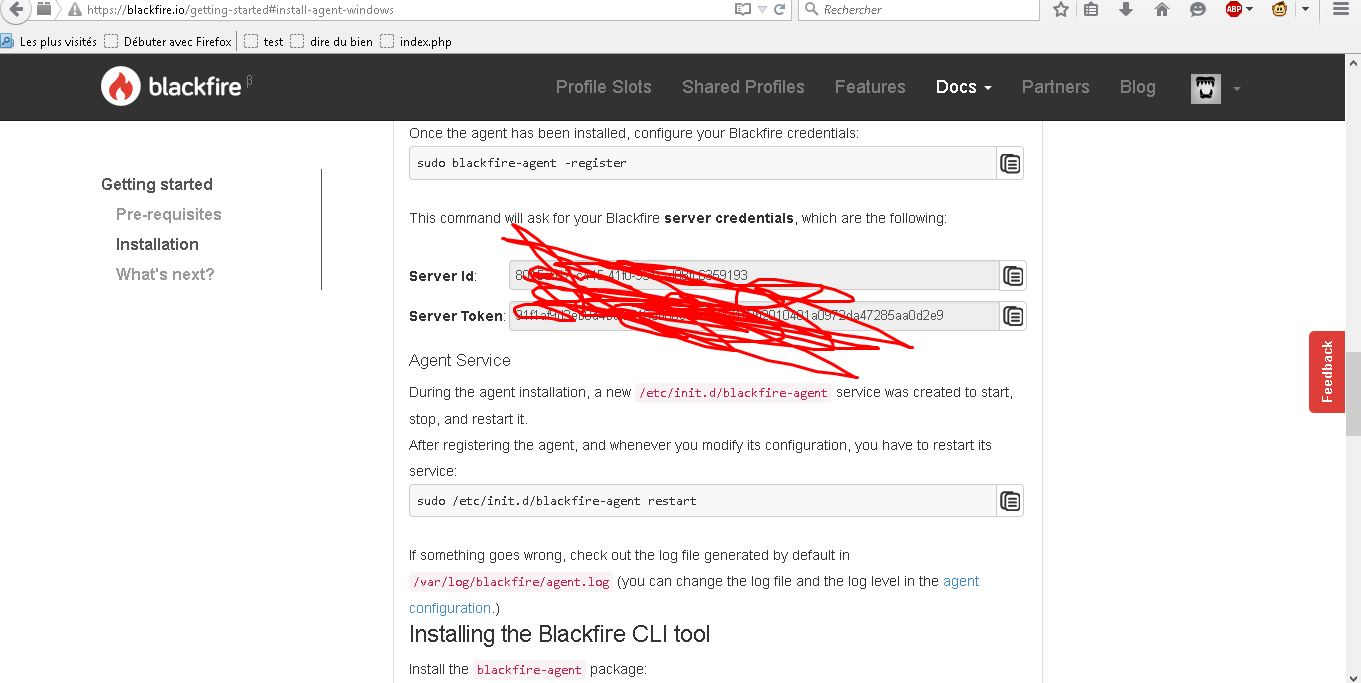 https://blackfire.io/getting-started#install-agent-windows
Rechercher
ABP
Les plus visités
Débuter avec Firefox
test
dire du bien
index.php
blackfire β
Profile Slots
Shared Profiles
Features
Docs
Partners
Blog
Getting started
Pre-requisites
Installation
What's next?
Once the agent has been installed, configure your Blackfire credentials:
sudo blackfire-agent -register
This command will ask for your Blackfire server credentials, which are the following:
Server Id:
Server Token:
Agent Service
During the agent installation, a new /etc/init.d/blackfire-agent service was created to start,
stop, and restart it.
After registering the agent, and whenever you modify its configuration, you have to restart its
service:
sudo /etc/init.d/blackfire-agent restart
If something goes wrong, check out the log file generated by default in
/var/log/blackfire/agent.log (you can change the log file and the log level in the agent
configuration.)
Installing the Blackfire CLI tool
Install the blackfire-agent package:
Feedback